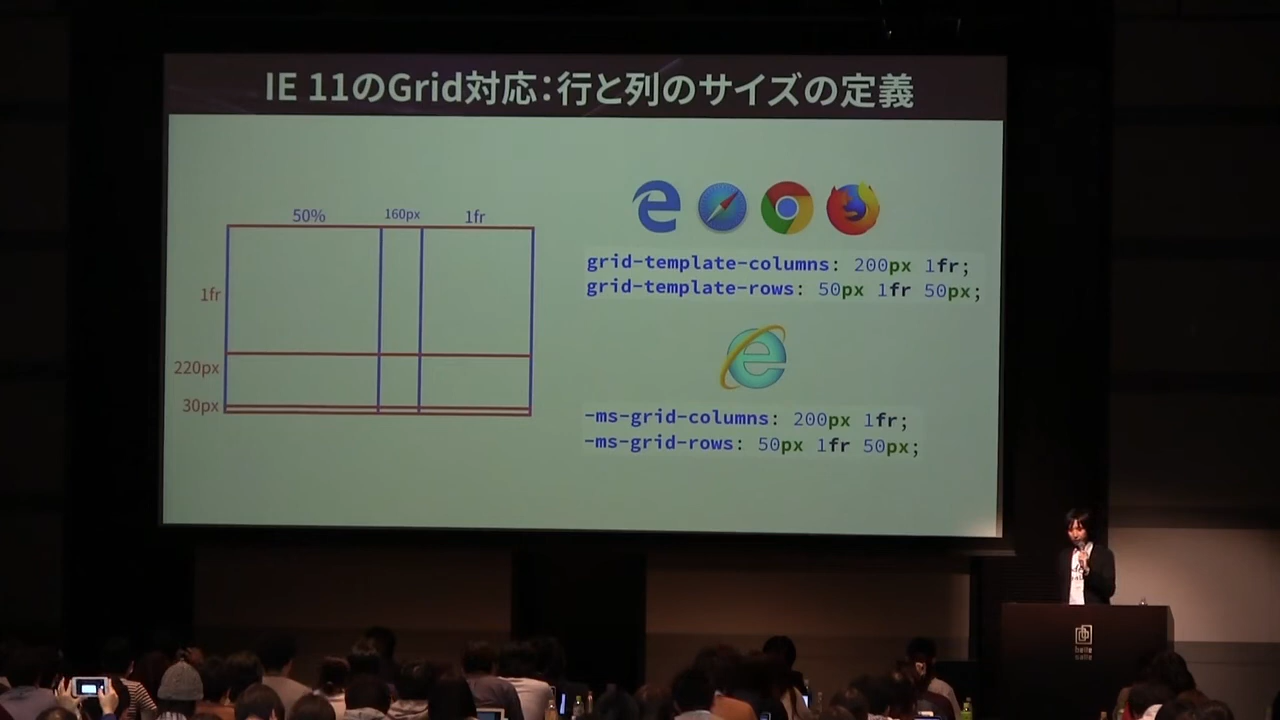 IE 11のGrid対応：行と列のサイズの定義
50% 160px 1fr
1fr
220px
30px
grid-template-columns: 200px 1fr;
grid-template-rows: 50px 1fr 50px;
-ms-grid-columns: 200px 1fr;
-ms-grid-rows: 50px 1fr 50px;
belle
salle